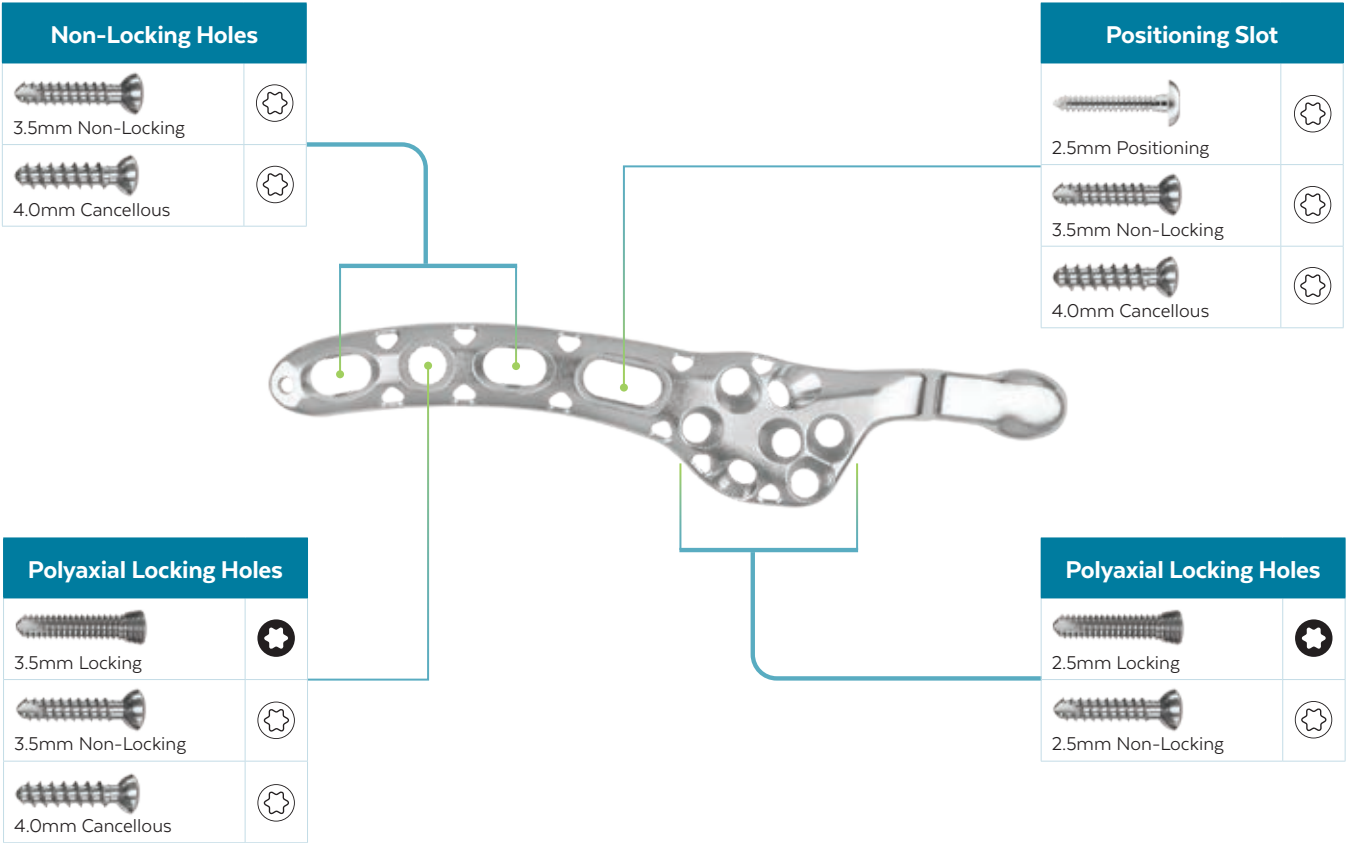 Non-Locking Holes
3.5mm Non-Locking
4.0mm Cancellous
Positioning Slot
2.5mm Positioning
3.5mm Non-Locking
4.0mm Cancellous
Polyaxial Locking Holes
3.5mm Locking
3.5mm Non-Locking
4.0mm Cancellous
Polyaxial Locking Holes
2.5mm Locking
2.5mm Non-Locking